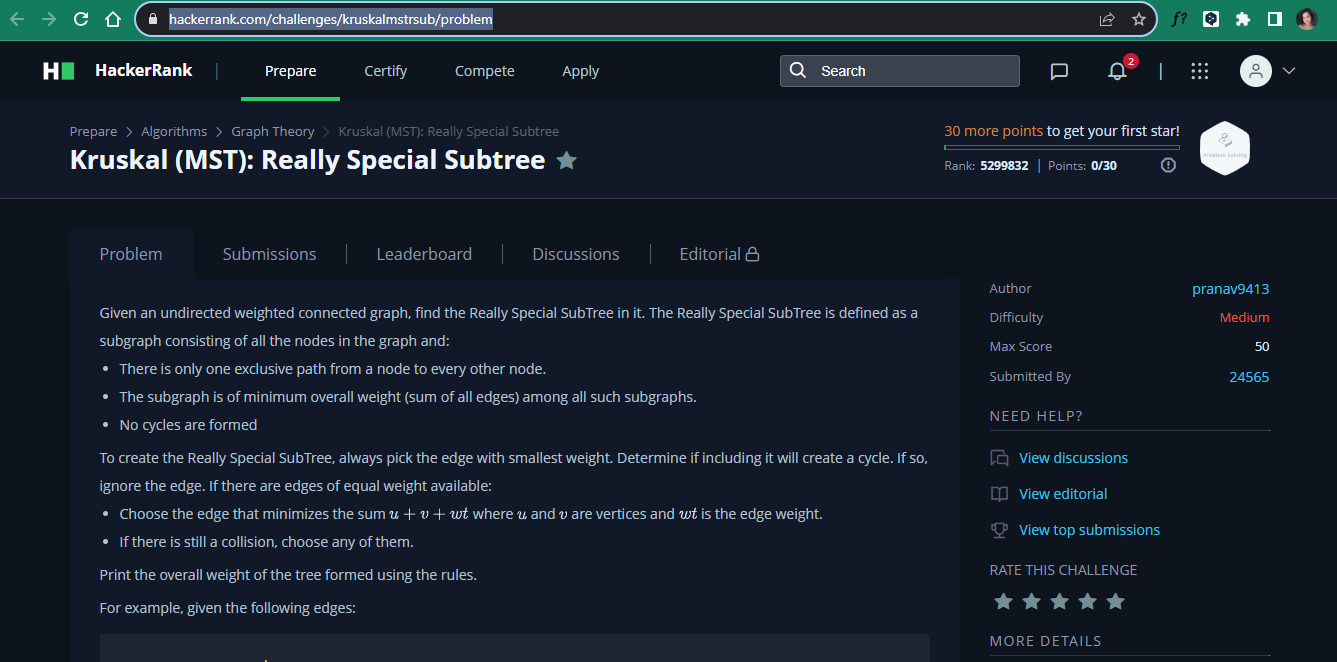 hackerrank.com/challenges/kruskalmstrsub/problem
f?
H
HackerRank
Prepare
Certify
Compete
Apply
Search
2
Prepare > Algorithms > Graph Theory > Kruskal (MST): Really Special Subtree
Kruskal (MST): Really Special Subtree
30 more points to get your first star!
Rank: 5299832 | Points: 0/30
Problem Solving
Problem
Submissions
Leaderboard
Discussions
Editorial
Given an undirected weighted connected graph, find the Really Special SubTree in it. The Really Special SubTree is defined as a
subgraph consisting of all the nodes in the graph and:
• There is only one exclusive path from a node to every other node.
• The subgraph is of minimum overall weight (sum of all edges) among all such subgraphs.
• No cycles are formed
To create the Really Special SubTree, always pick the edge with smallest weight. Determine if including it will create a cycle. If so,
ignore the edge. If there are edges of equal weight available:
• Choose the edge that minimizes the sum u + v + wt where u and v are vertices and wt is the edge weight.
• If there is still a collision, choose any of them.
Print the overall weight of the tree formed using the rules.
For example, given the following edges:
Author pranav9413
Difficulty Medium
Max Score 50
Submitted By 24565
NEED HELP?
View discussions
View editorial
View top submissions
RATE THIS CHALLENGE
MORE DETAILS